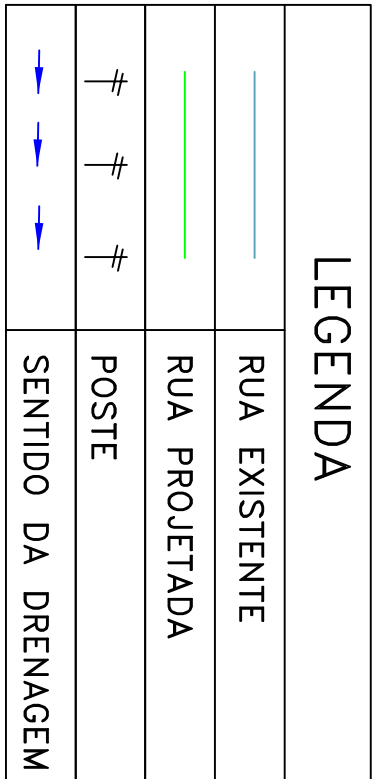 LEGENDA
RUA EXISTENTE
RUA PROJETADA
POSTE
SENTIDO DA DRENAGEM